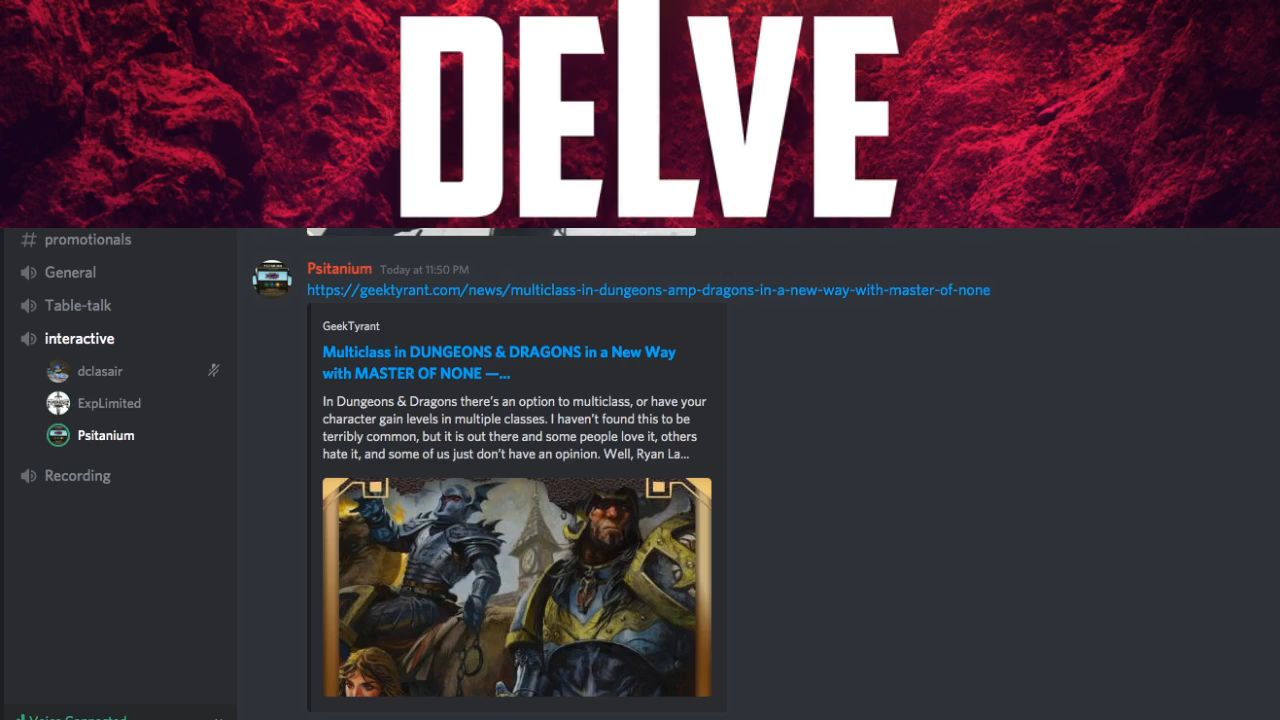 DELVE
# promotionals
General
Table-talk
interactive
dclasair
ExpLimited
Psitanium
Recording
Voice Connected
Psitanium Today at 11:50 PM
https://geektyrant.com/news/multiclass-in-dungeons-amp-dragons-in-a-new-way-with-master-of-none
GeekTyrant
Multiclass in DUNGEONS & DRAGONS in a New Way
with MASTER OF NONE —...
In Dungeons & Dragons there's an option to multiclass, or have your
character gain levels in multiple classes. I haven't found this to be
terribly common, but it is out there and some people love it, others
hate it, and some of us just don't have an opinion. Well, Ryan La...